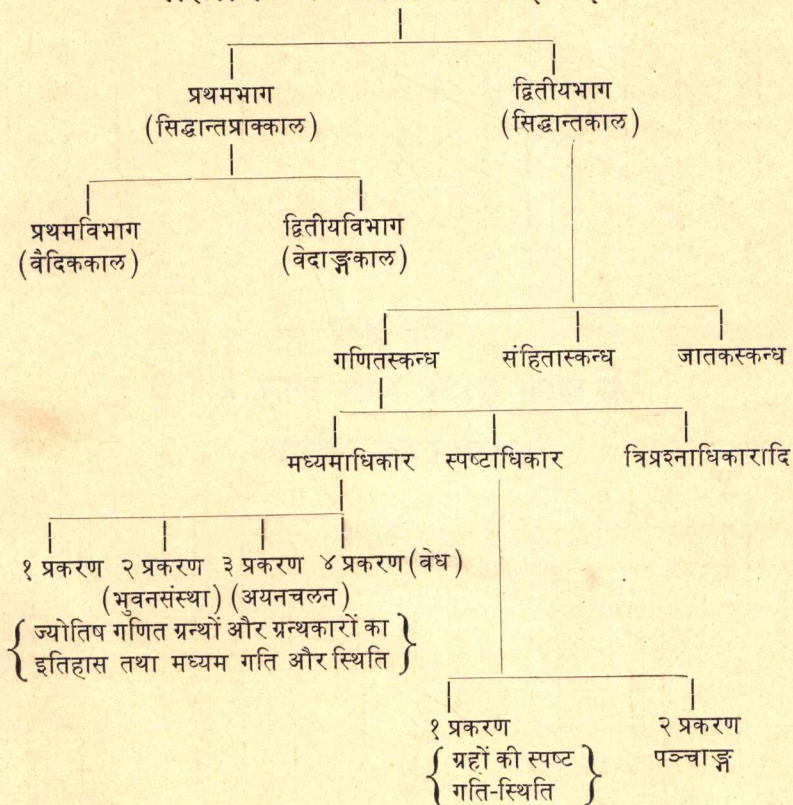 प्रथमभाग द्वितीयभाग
(सिद्धान्तप्राक्काल) (सिद्धान्तकाल)
प्रथमविभाग द्वितीयविभाग
(वैदिककाल) (वेदाङ्गकाल)
गणितस्कन्ध संहितास्कन्ध जातकस्कन्ध
मध्यमाधिकार स्पष्टाधिकार त्रिप्रश्नाधिकारादि
१ प्रकरण २ प्रकरण ३ प्रकरण ४ प्रकरण (वेध)
(भुवनसंस्था) (अयनचलन)
{ ज्योतिष गणित ग्रन्थों और ग्रन्थकारों का }
इतिहास तथा मध्यम गति और स्थिति
१ प्रकरण २ प्रकरण
{ ग्रहों की स्पष्ट } पञ्चाङ्ग
गति-स्थिति